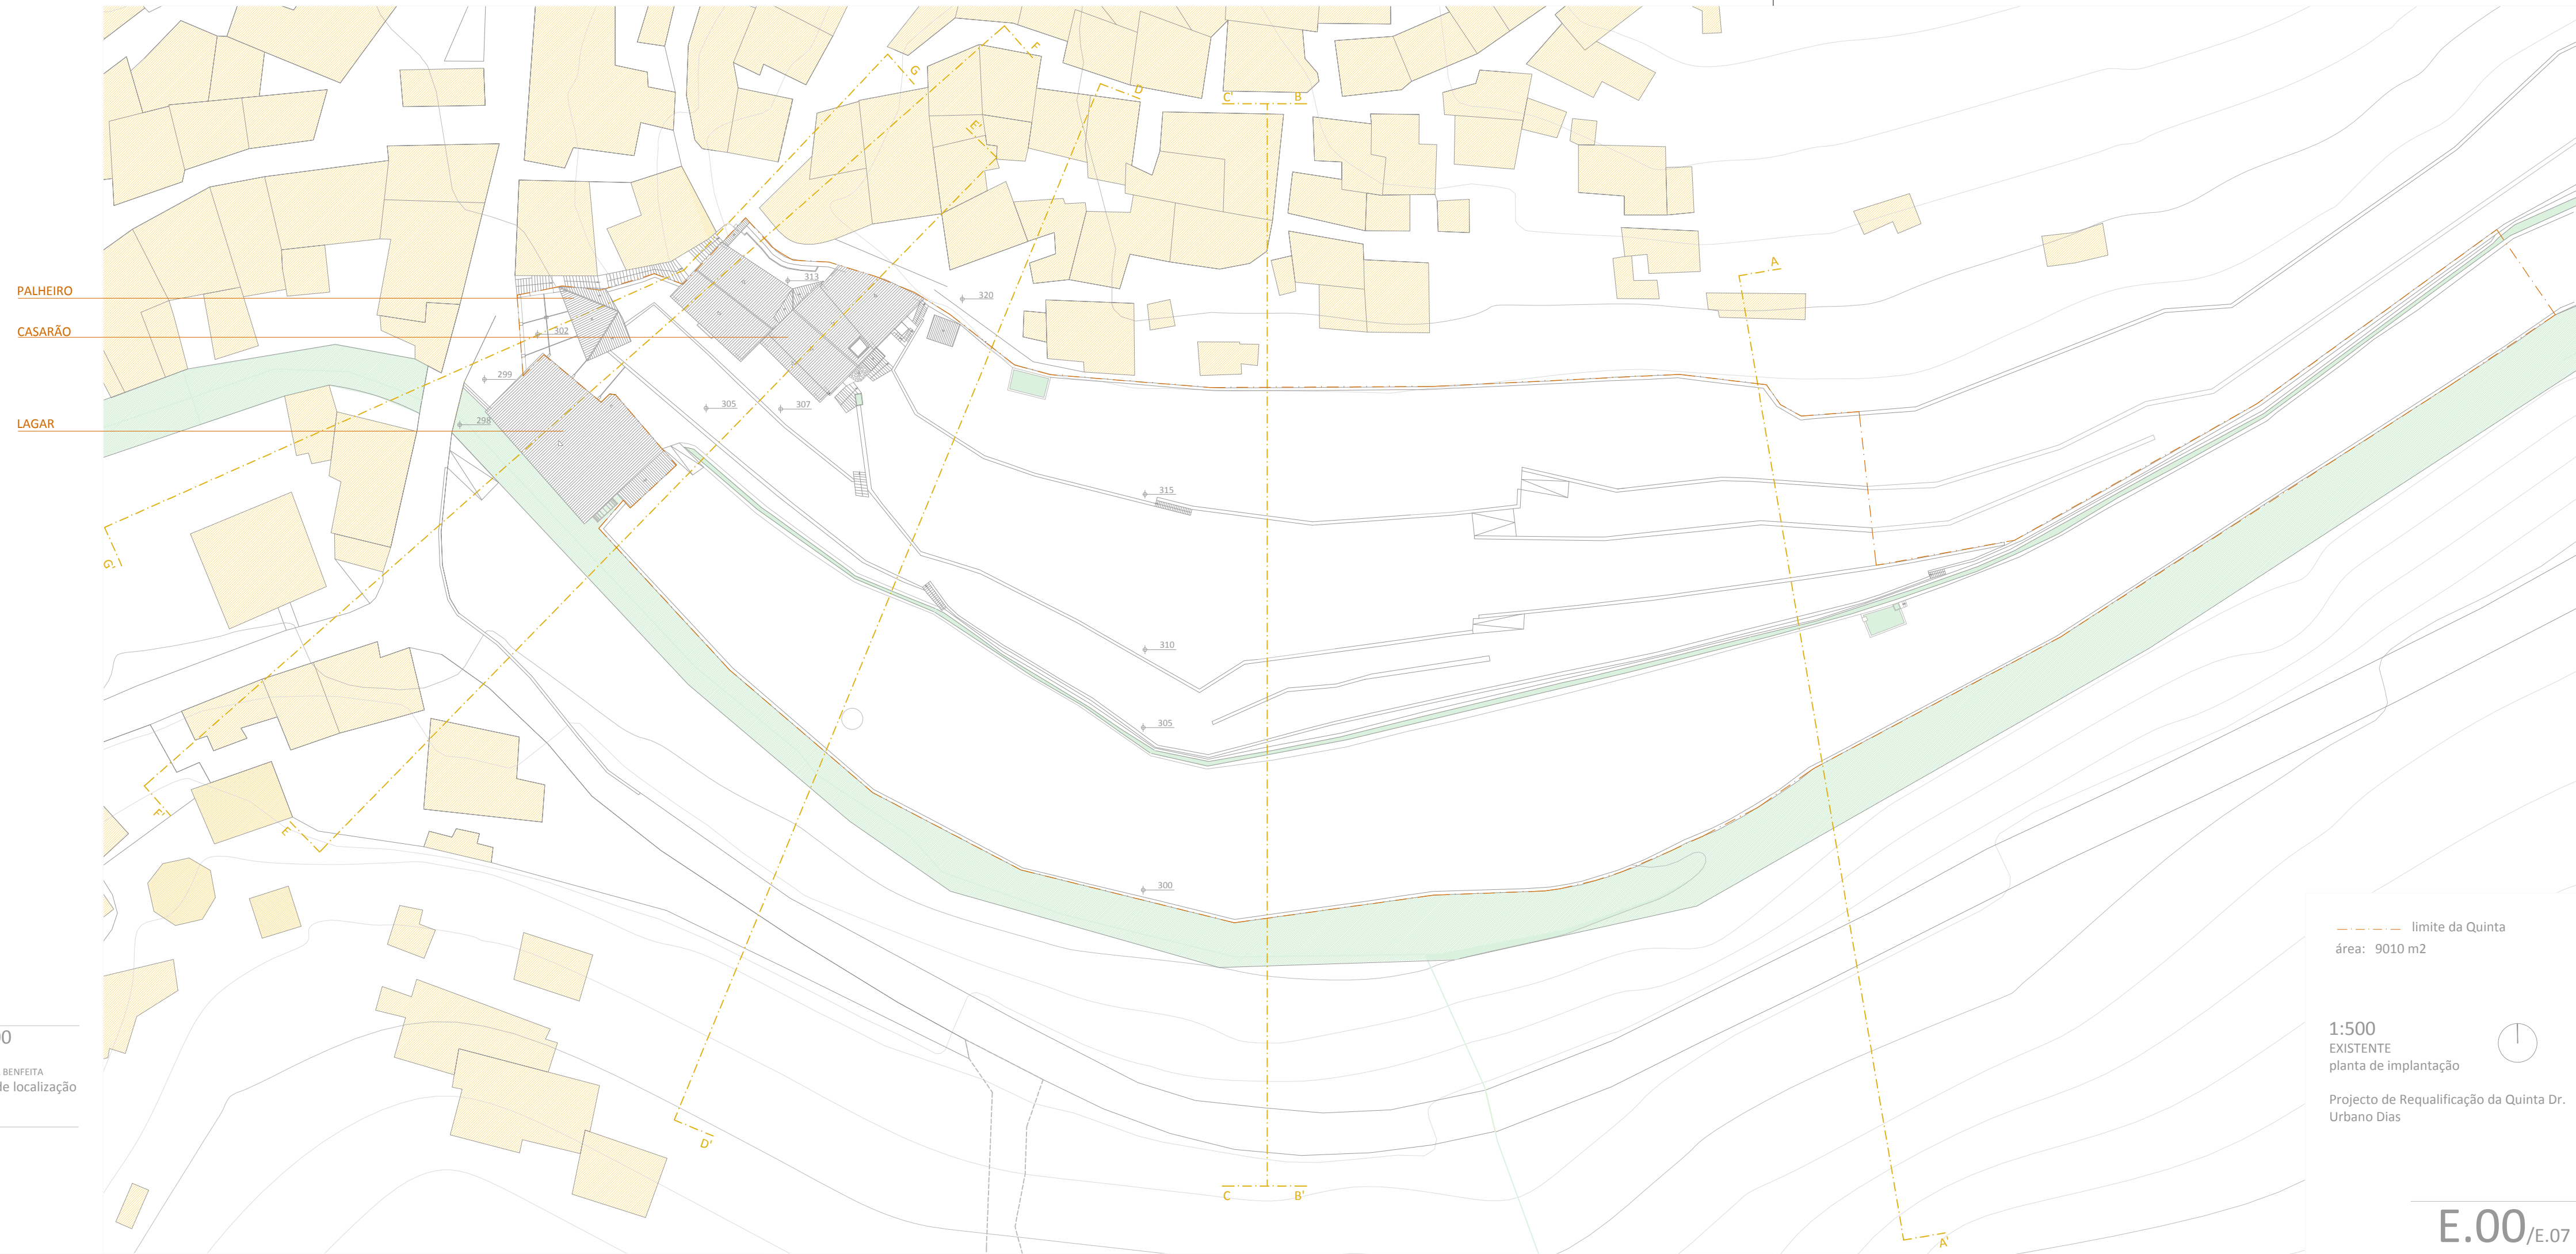 PALHEIRO
CASARÃO
LAGAR
00
BENFEITA
de localização
F
G
D
E'
C'
B
A
313
320
302
299
298
305
307
315
310
305
300
G'
F'
E
D'
C
B'
A'
limite da Quinta
área: 9010 m2
1:500
EXISTENTE
planta de implantação
Projecto de Requalificação da Quinta Dr.
Urbano Dias
E.00/E.07